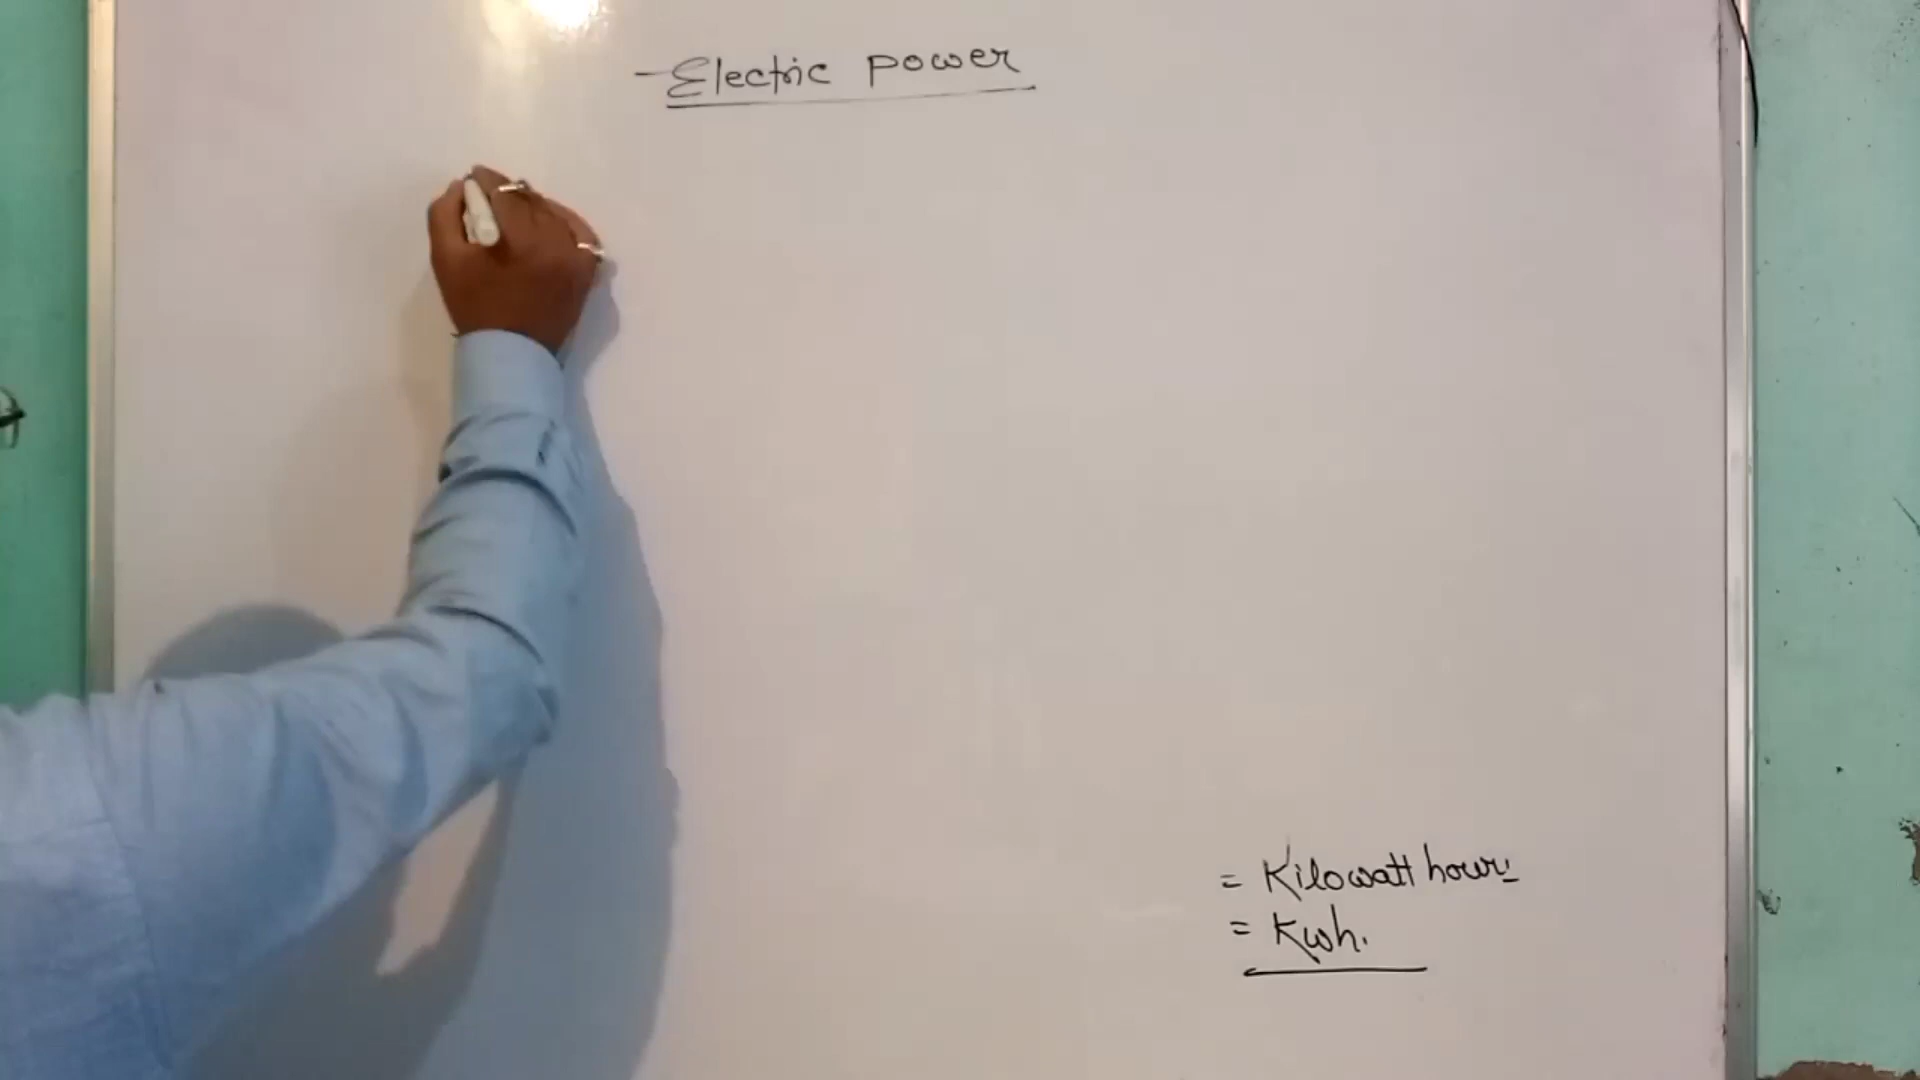 Electric power
= Kilowatt hour
= Kwh.